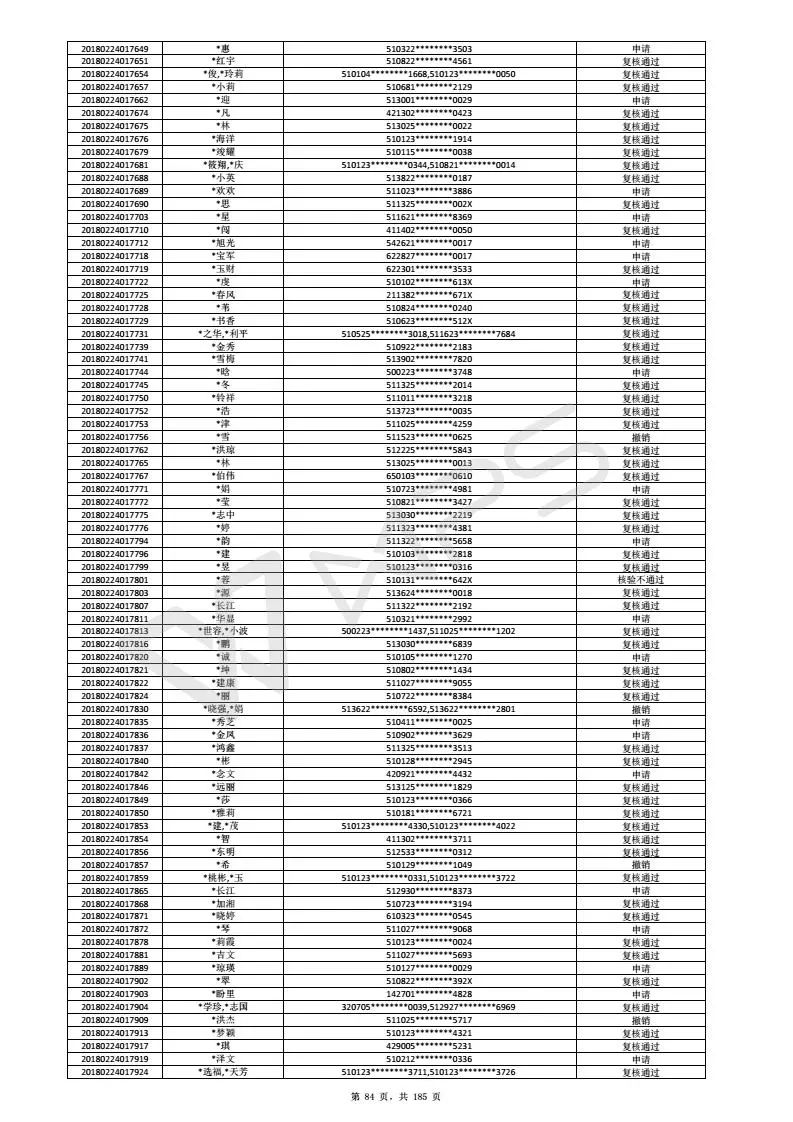 20180224017649 *惠 510322********3503 申请
20180224017651 *红宇 510822********4561 复核通过
20180224017654 *俊,*玲莉 510104********1668,510123********0050 复核通过
20180224017657 *小莉 510681********2129 复核通过
20180224017662 *迎 513001********0029 申请
20180224017674 *凡 421302********0423 复核通过
20180224017675 *林 513025********0022 复核通过
20180224017676 *海洋 510123********1914 复核通过
20180224017679 *竣耀 510115********0038 复核通过
20180224017681 *筱翔,*庆 510123********0344,510821********0014 复核通过
20180224017688 *小英 513822********0187 复核通过
20180224017689 *欢欢 511023********3886 申请
20180224017690 *思 511325********002X 复核通过
20180224017703 *星 511621********8369 申请
20180224017710 *闯 411402********0050 复核通过
20180224017712 *旭光 542621********0017 申请
20180224017718 *宝军 622827********0017 申请
20180224017719 *玉财 622301********3533 复核通过
20180224017722 *虔 510102********613X 申请
20180224017725 *春风 211382********671X 复核通过
20180224017728 *苇 510824********0240 复核通过
20180224017729 *书香 510623********512X 复核通过
20180224017731 *之华,*利平 510525********3018,511623********7684 复核通过
20180224017739 *金秀 510922********2183 复核通过
20180224017741 *雪梅 513902********7820 复核通过
20180224017744 *晗 500223********3748 申请
20180224017745 *冬 511325********2014 复核通过
20180224017750 *铃祥 511011********3218 复核通过
20180224017752 *浩 513723********0035 复核通过
20180224017753 *津 511025********4259 复核通过
20180224017756 *雪 511523********0625 撤销
20180224017762 *洪琼 512225********5843 复核通过
20180224017765 *林 513025********0013 复核通过
20180224017767 *伯伟 650103********0610 复核通过
20180224017771 *娟 510723********4981 申请
20180224017772 *莹 510821********3427 复核通过
20180224017775 *志中 513030********2219 复核通过
20180224017776 *婷 511323********4381 复核通过
20180224017794 *韵 511322********5658 申请
20180224017796 *建 510103********2818 复核通过
20180224017799 *昱 510123********0316 复核通过
20180224017801 *蓉 510131********642X 核验不通过
20180224017803 *源 513624********0018 复核通过
20180224017807 *长江 511322********2192 复核通过
20180224017811 *华显 510321********2992 申请
20180224017813 *世容,*小波 500223********1437,511025********1202 复核通过
20180224017816 *鹏 513030********6839 复核通过
20180224017820 *诚 510105********1270 申请
20180224017821 *坤 510802********1434 复核通过
20180224017822 *建康 511027********9055 复核通过
20180224017824 *丽 510722********8384 复核通过
20180224017830 *晓强,*娟 513622********6592,513622********2801 撤销
20180224017835 *秀芝 510411********0025 申请
20180224017836 *金凤 510902********3629 申请
20180224017837 *鸿鑫 511325********3513 复核通过
20180224017840 *彬 510128********2945 复核通过
20180224017842 *念文 420921********4432 申请
20180224017846 *远丽 513125********1829 复核通过
20180224017849 *莎 510123********0366 复核通过
20180224017850 *雅莉 510181********6721 复核通过
20180224017853 *建,*茂 510123********4330,510123********4022 复核通过
20180224017854 *智 411302********3711 复核通过
20180224017856 *东明 512533********0312 复核通过
20180224017857 *希 510129********1049 撤销
20180224017859 *桃彬,*玉 510123********0331,510123********3722 复核通过
20180224017865 *长江 512930********8373 申请
20180224017868 *加湘 510723********3194 复核通过
20180224017871 *晓婷 610323********0545 复核通过
20180224017872 *琴 511027********9068 申请
20180224017878 *莉霞 510123********0024 复核通过
20180224017881 *吉文 511027********5693 复核通过
20180224017889 *琼瑛 510127********0029 申请
20180224017902 *翠 510822********392X 复核通过
20180224017903 *盼里 142701********4828 申请
20180224017904 *学珍,*志国 320705********0039,512927********6969 复核通过
20180224017909 *洪杰 511025********5717 撤销
20180224017913 *梦颖 510123********4321 复核通过
20180224017917 *琪 429005********5231 复核通过
20180224017919 *泽文 510212********0336 申请
20180224017924 *选福,*天芳 510123********3711,510123********3726 复核通过
第 84 页，共 185 页